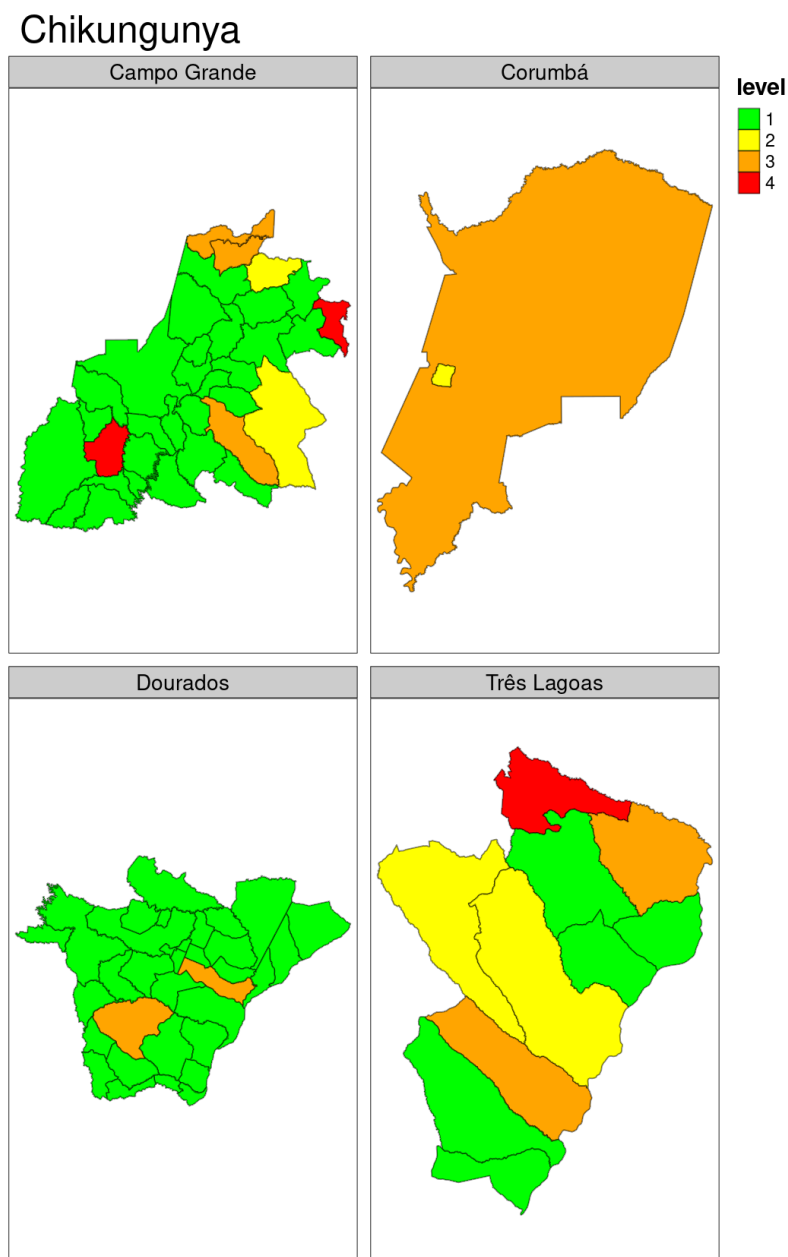 Chikungunya
Campo Grande
Corumbá
level
1
2
3
4
Dourados
Três Lagoas